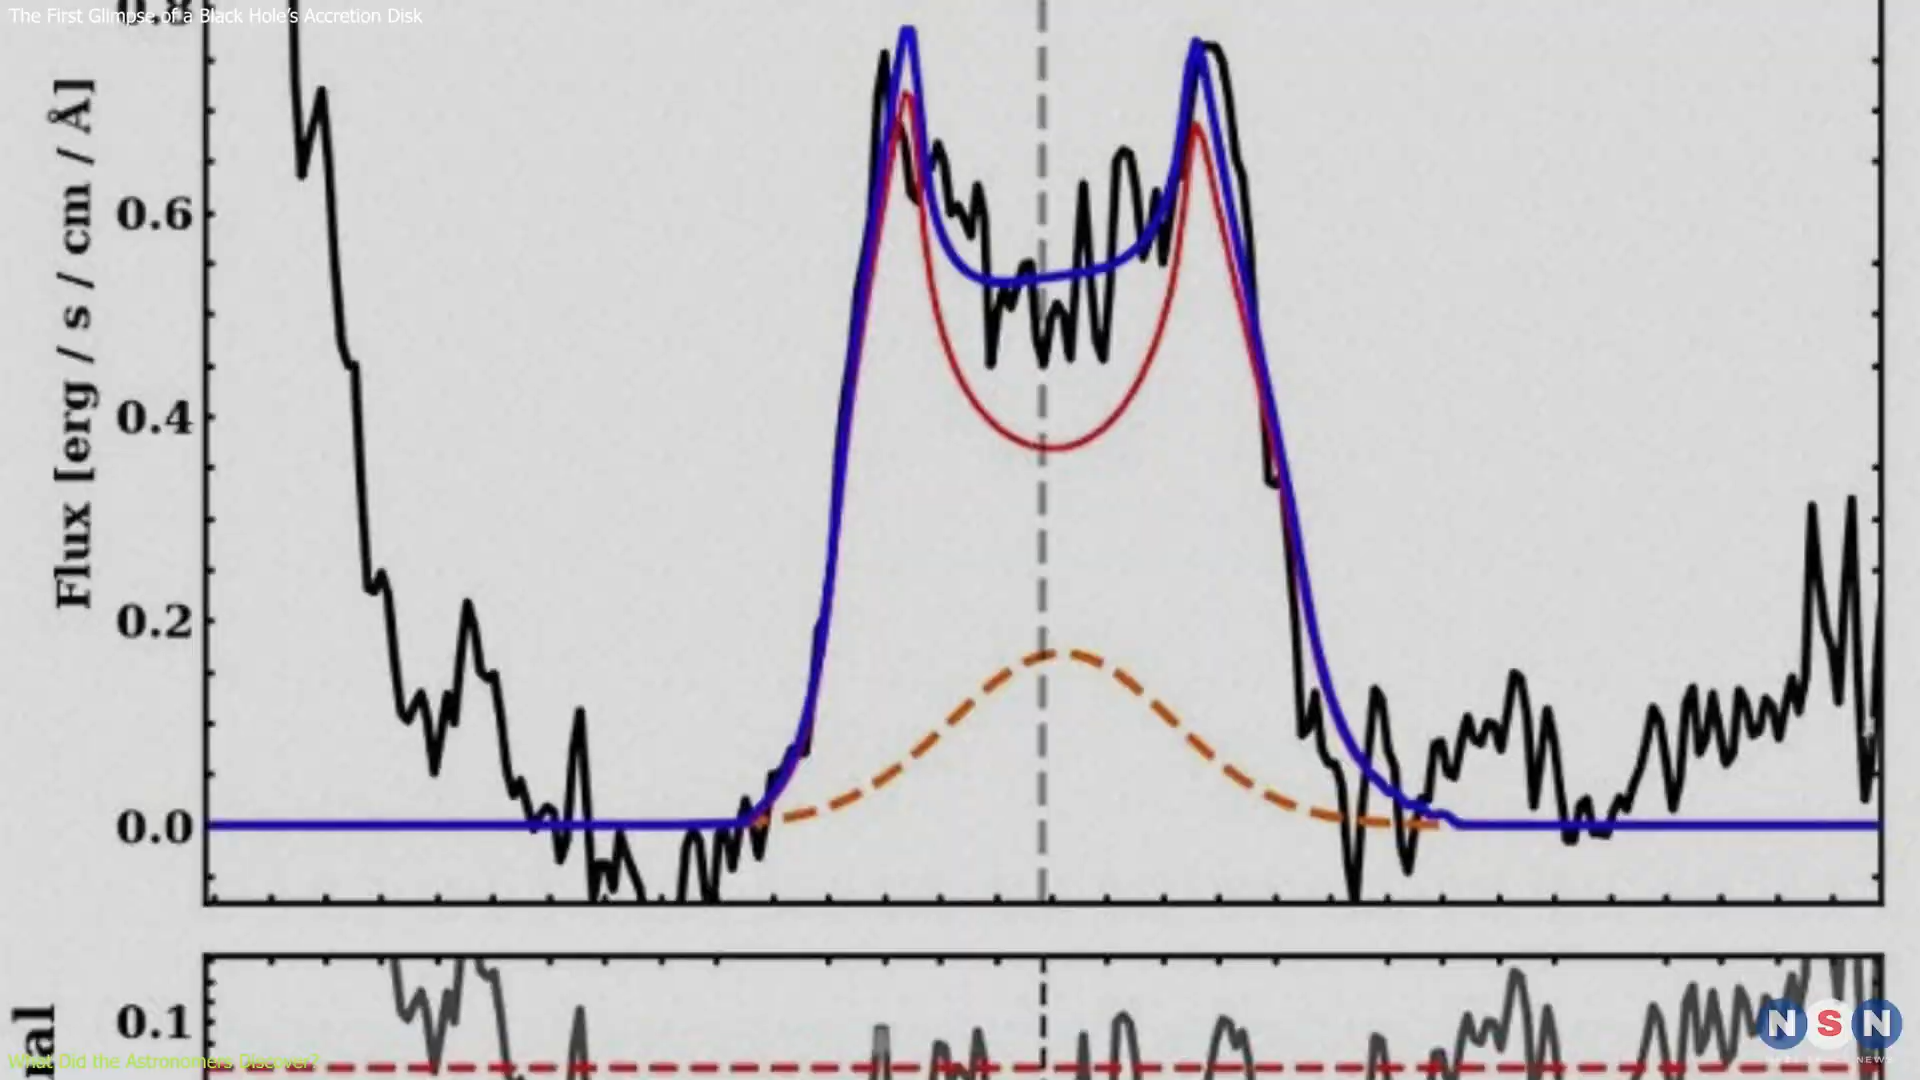 The First Glimpse of a Black Hole's Accretion Disk
Flux [erg / s / cm / Å]
0.6
0.4
0.2
0.0
0.1
What Did the Astronomers Discover?
NSN